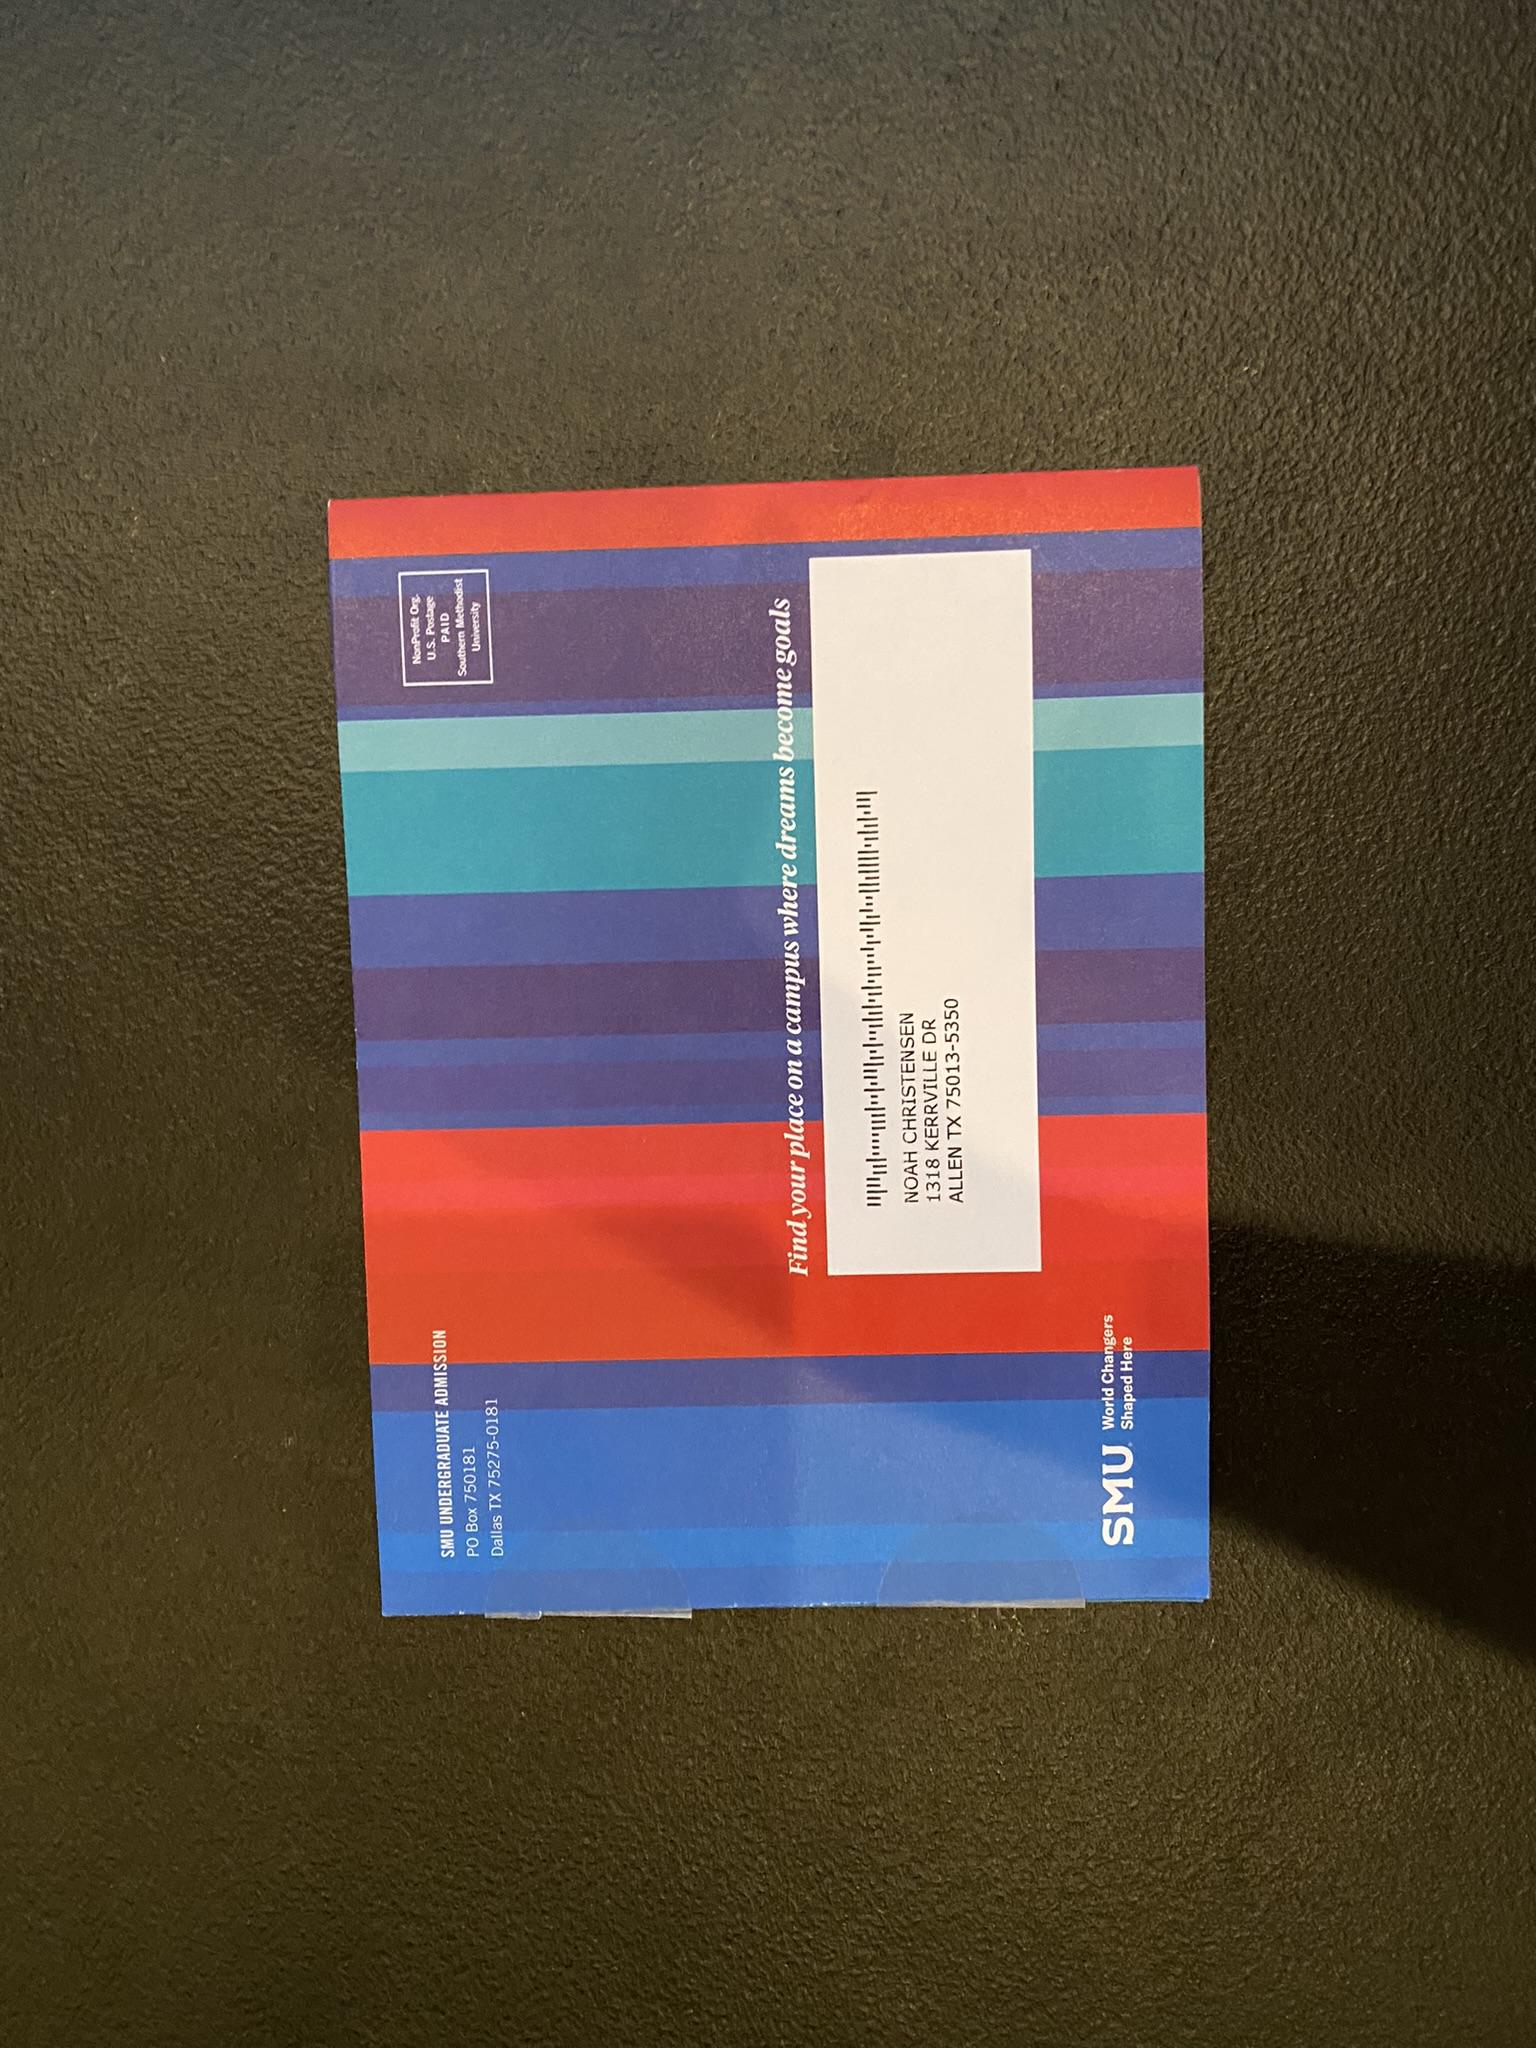 SMU UNDERGRADUATE ADMISSION
PO Box 750181
Dallas TX 75275-0181
NonProfit Org.
U.S. Postage
PAID
Southern Methodist
University
Find your place on a campus where dreams become goals
NOAH CHRISTENSEN
1318 KERRVILLE DR
ALLEN TX 75013-5350
SMU®
World Changers
Shaped Here